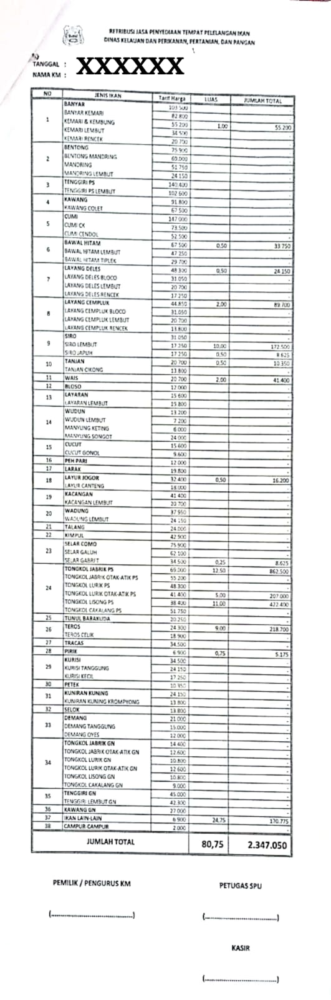 RETRIBUSI JASA PENYEDIAAN TEMPAT PELELANGAN IKAN
DINAS KELAUAN DAN PERIKANAN, PERTANIAN, DAN PANGAN
TANGGAL : XXXXXX
NAMA KM :
NO JENIS IKAN Tarif Harga LUAS JUMLAH TOTAL
1 BANYAR 103.500 -
BANYAR KEMARI 82.800 -
KEMARI & KEMBUNG 55.200 1,00 55.200
KEMARI LEMBUT 34.500 -
KEMARI RENCEK 20.700 -
2 BENTONG 75.900 -
BENTONG MANDRING 69.000 -
MANDRING 51.750 -
MANDRING LEMBUT 24.150 -
3 TENGGIRI PS 140.400 -
TENGGIRI PS LEMBUT 102.600 -
4 KAWANG 91.800 -
KAWANG COLET 67.500 -
5 CUMI 147.000 -
CUMI CK 73.500 -
CUMI CENDOL 52.500 -
6 BAWAL HITAM 67.500 0,50 33.750
BAWAL HITAM LEMBUT 47.250 -
BAWAL HITAM TIPLEK 29.700 -
7 LAYANG DELES 48.300 0,50 24.150
LAYANG DELES BLOCO 31.050 -
LAYANG DELES LEMBUT 20.700 -
LAYANG DELES RENCEK 17.250 -
8 LAYANG CEMPLUK 44.850 2,00 89.700
LAYANG CEMPLUK BLOCO 31.050 -
LAYANG CEMPLUK LEMBUT 20.700 -
LAYANG CEMPLUK RENCEK 13.800 -
9 SIRO 31.050 -
SIRO LEMBUT 17.250 10,00 172.500
SIRO JAPUH 17.250 0,50 8.625
10 TANJAN 20.700 0,50 10.350
TANJAN CIKONG 13.800 -
11 WAIS 20.700 2,00 41.400
12 BLOSO 12.000 -
13 LAYARAN 15.600 -
LAYARAN LEMBUT 19.800 -
14 WUDUN 13.200 -
WUDUN LEMBUT 7.200 -
MANYUNG KETING 6.000 -
MANYUNG SONGOT 24.000 -
15 CUCUT 15.600 -
CUCUT GONOL 9.600 -
16 PEH PARI 12.000 -
17 LARAK 19.800 -
18 LAYUR JOGOR 32.400 0,50 16.200
LAYUR CANTENG 18.000 -
19 KACANGAN 41.400 -
KACANGAN LEMBUT 20.700 -
20 WADUNG 37.950 -
WADUNG LEMBUT 24.150 -
21 TALANG 24.000 -
22 KIMPUL 42.900 -
23 SELAR COMO 75.900 -
SELAR GALUH 62.100 -
SELAR GABRET 34.500 0,25 8.625
24 TONGKOL JABRIK PS 69.000 12,50 862.500
TONGKOL JABRIK OTAK-ATIK PS 55.200 -
TONGKOL LURIK PS 48.300 -
TONGKOL LURIK OTAK-ATIK PS 41.400 5,00 207.000
TONGKOL LISONG PS 38.400 11,00 422.400
TONGKOL CAKALANG PS 51.750 -
25 TUNUL BARAKUDA 20.250 -
26 TEROS 24.300 9,00 218.700
TEROS CELIK 18.900 -
27 TRACAS 34.500 -
28 PIRIK 6.900 0,75 5.175
29 KURISI 34.500 -
KURISI TANGGUNG 24.150 -
KURISI KECIL 17.250 -
30 PETEK 10.350 -
31 KUNIRAN KUNING 24.150 -
KUNIRAN KUNING KROMPYONG 13.800 -
32 SELOK 13.800 -
33 DEMANG 21.000 -
DEMANG TANGGUNG 15.000 -
DEMANG OYES 12.000 -
34 TONGKOL JABRIK GN 14.400 -
TONGKOL JABRIK OTAK-ATIK GN 12.600 -
TONGKOL LURIK GN 10.800 -
TONGKOL LURIK OTAK-ATIK GN 12.600 -
TONGKOL LISONG GN 10.800 -
TONGKOL CAKALANG GN 9.000 -
35 TENGGIRI GN 45.000 -
TENGGIRI LEMBUT GN 42.300 -
36 KAWANG GN 27.000 -
37 IKAN LAIN-LAIN 6.900 24,75 170.775
38 CAMPUR-CAMPUR 2.000 -
JUMLAH TOTAL 80,75 2.347.050
PEMILIK / PENGURUS KM PETUGAS SPU
(....................................) (....................................)
KASIR
(....................................)